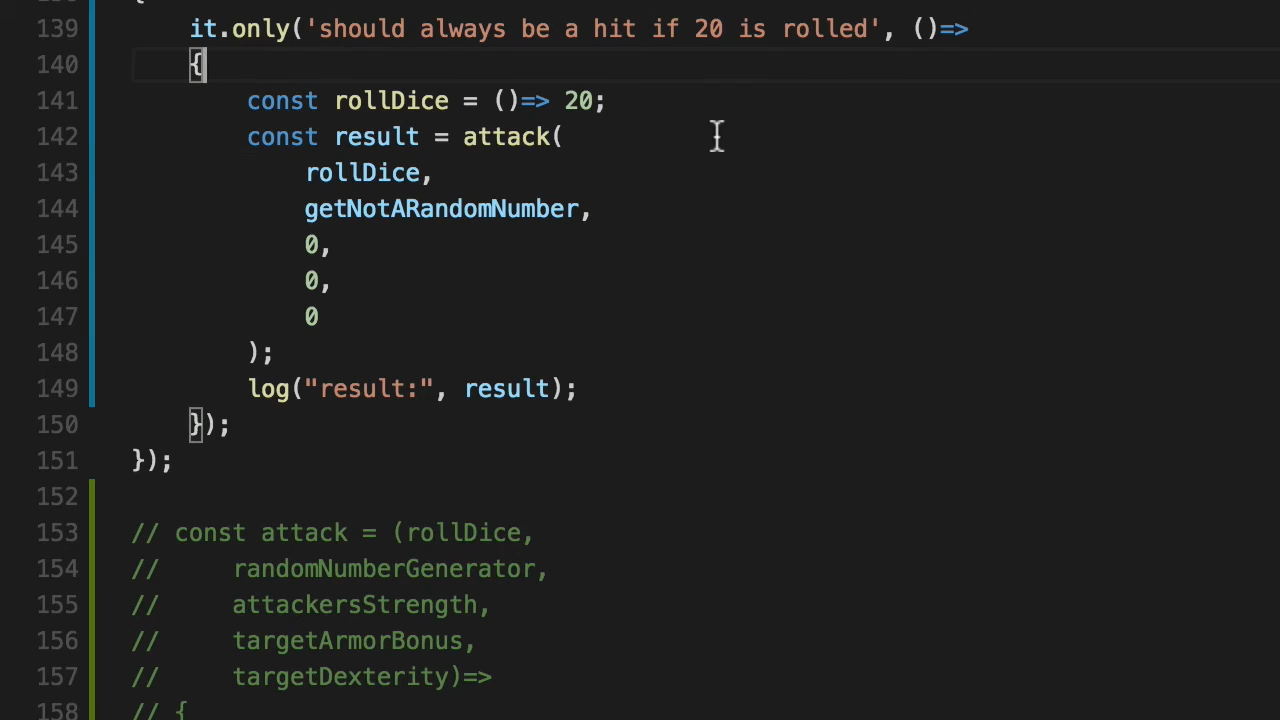 139 it.only('should always be a hit if 20 is rolled', ()=>
140 {
141 const rollDice = ()=> 20;
142 const result = attack(
143 rollDice,
144 getNotARandomNumber,
145 0,
146 0,
147 0
148 );
149 log("result:", result);
150 });
151 });
152
153 // const attack = (rollDice,
154 // randomNumberGenerator,
155 // attackersStrength,
156 // targetArmorBonus,
157 // targetDexterity)=>
158 // {